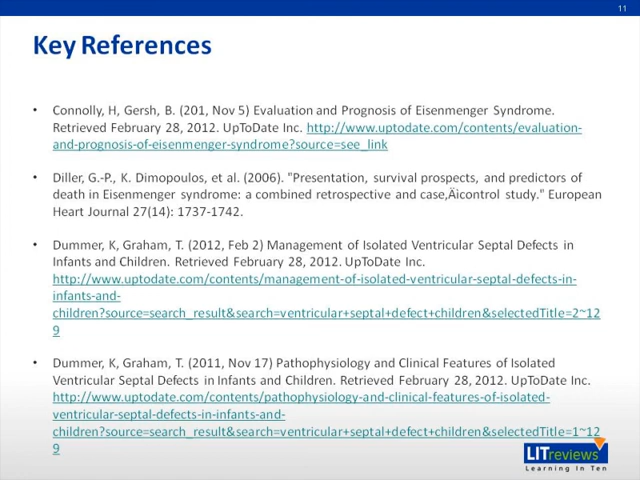 11
Key References
• Connolly, H, Gersh, B. (201, Nov 5) Evaluation and Prognosis of Eisenmenger Syndrome.
Retrieved February 28, 2012. UpToDate Inc. http://www.uptodate.com/contents/evaluation-
and-prognosis-of-eisenmenger-syndrome?source=see_link
• Diller, G.-P., K. Dimopoulos, et al. (2006). "Presentation, survival prospects, and predictors of
death in Eisenmenger syndrome: a combined retrospective and case‚Äìcontrol study." European
Heart Journal 27(14): 1737-1742.
• Dummer, K, Graham, T. (2012, Feb 2) Management of Isolated Ventricular Septal Defects in
Infants and Children. Retrieved February 28, 2012. UpToDate Inc.
http://www.uptodate.com/contents/management-of-isolated-ventricular-septal-defects-in-
infants-and-
children?source=search_result&search=ventricular+septal+defect+children&selectedTitle=2~12
9
• Dummer, K, Graham, T. (2011, Nov 17) Pathophysiology and Clinical Features of Isolated
Ventricular Septal Defects in Infants and Children. Retrieved February 28, 2012. UpToDate Inc.
http://www.uptodate.com/contents/pathophysiology-and-clinical-features-of-isolated-
ventricular-septal-defects-in-infants-and-
children?source=search_result&search=ventricular+septal+defect+children&selectedTitle=1~12
9
LITreviews
Learning In Ten